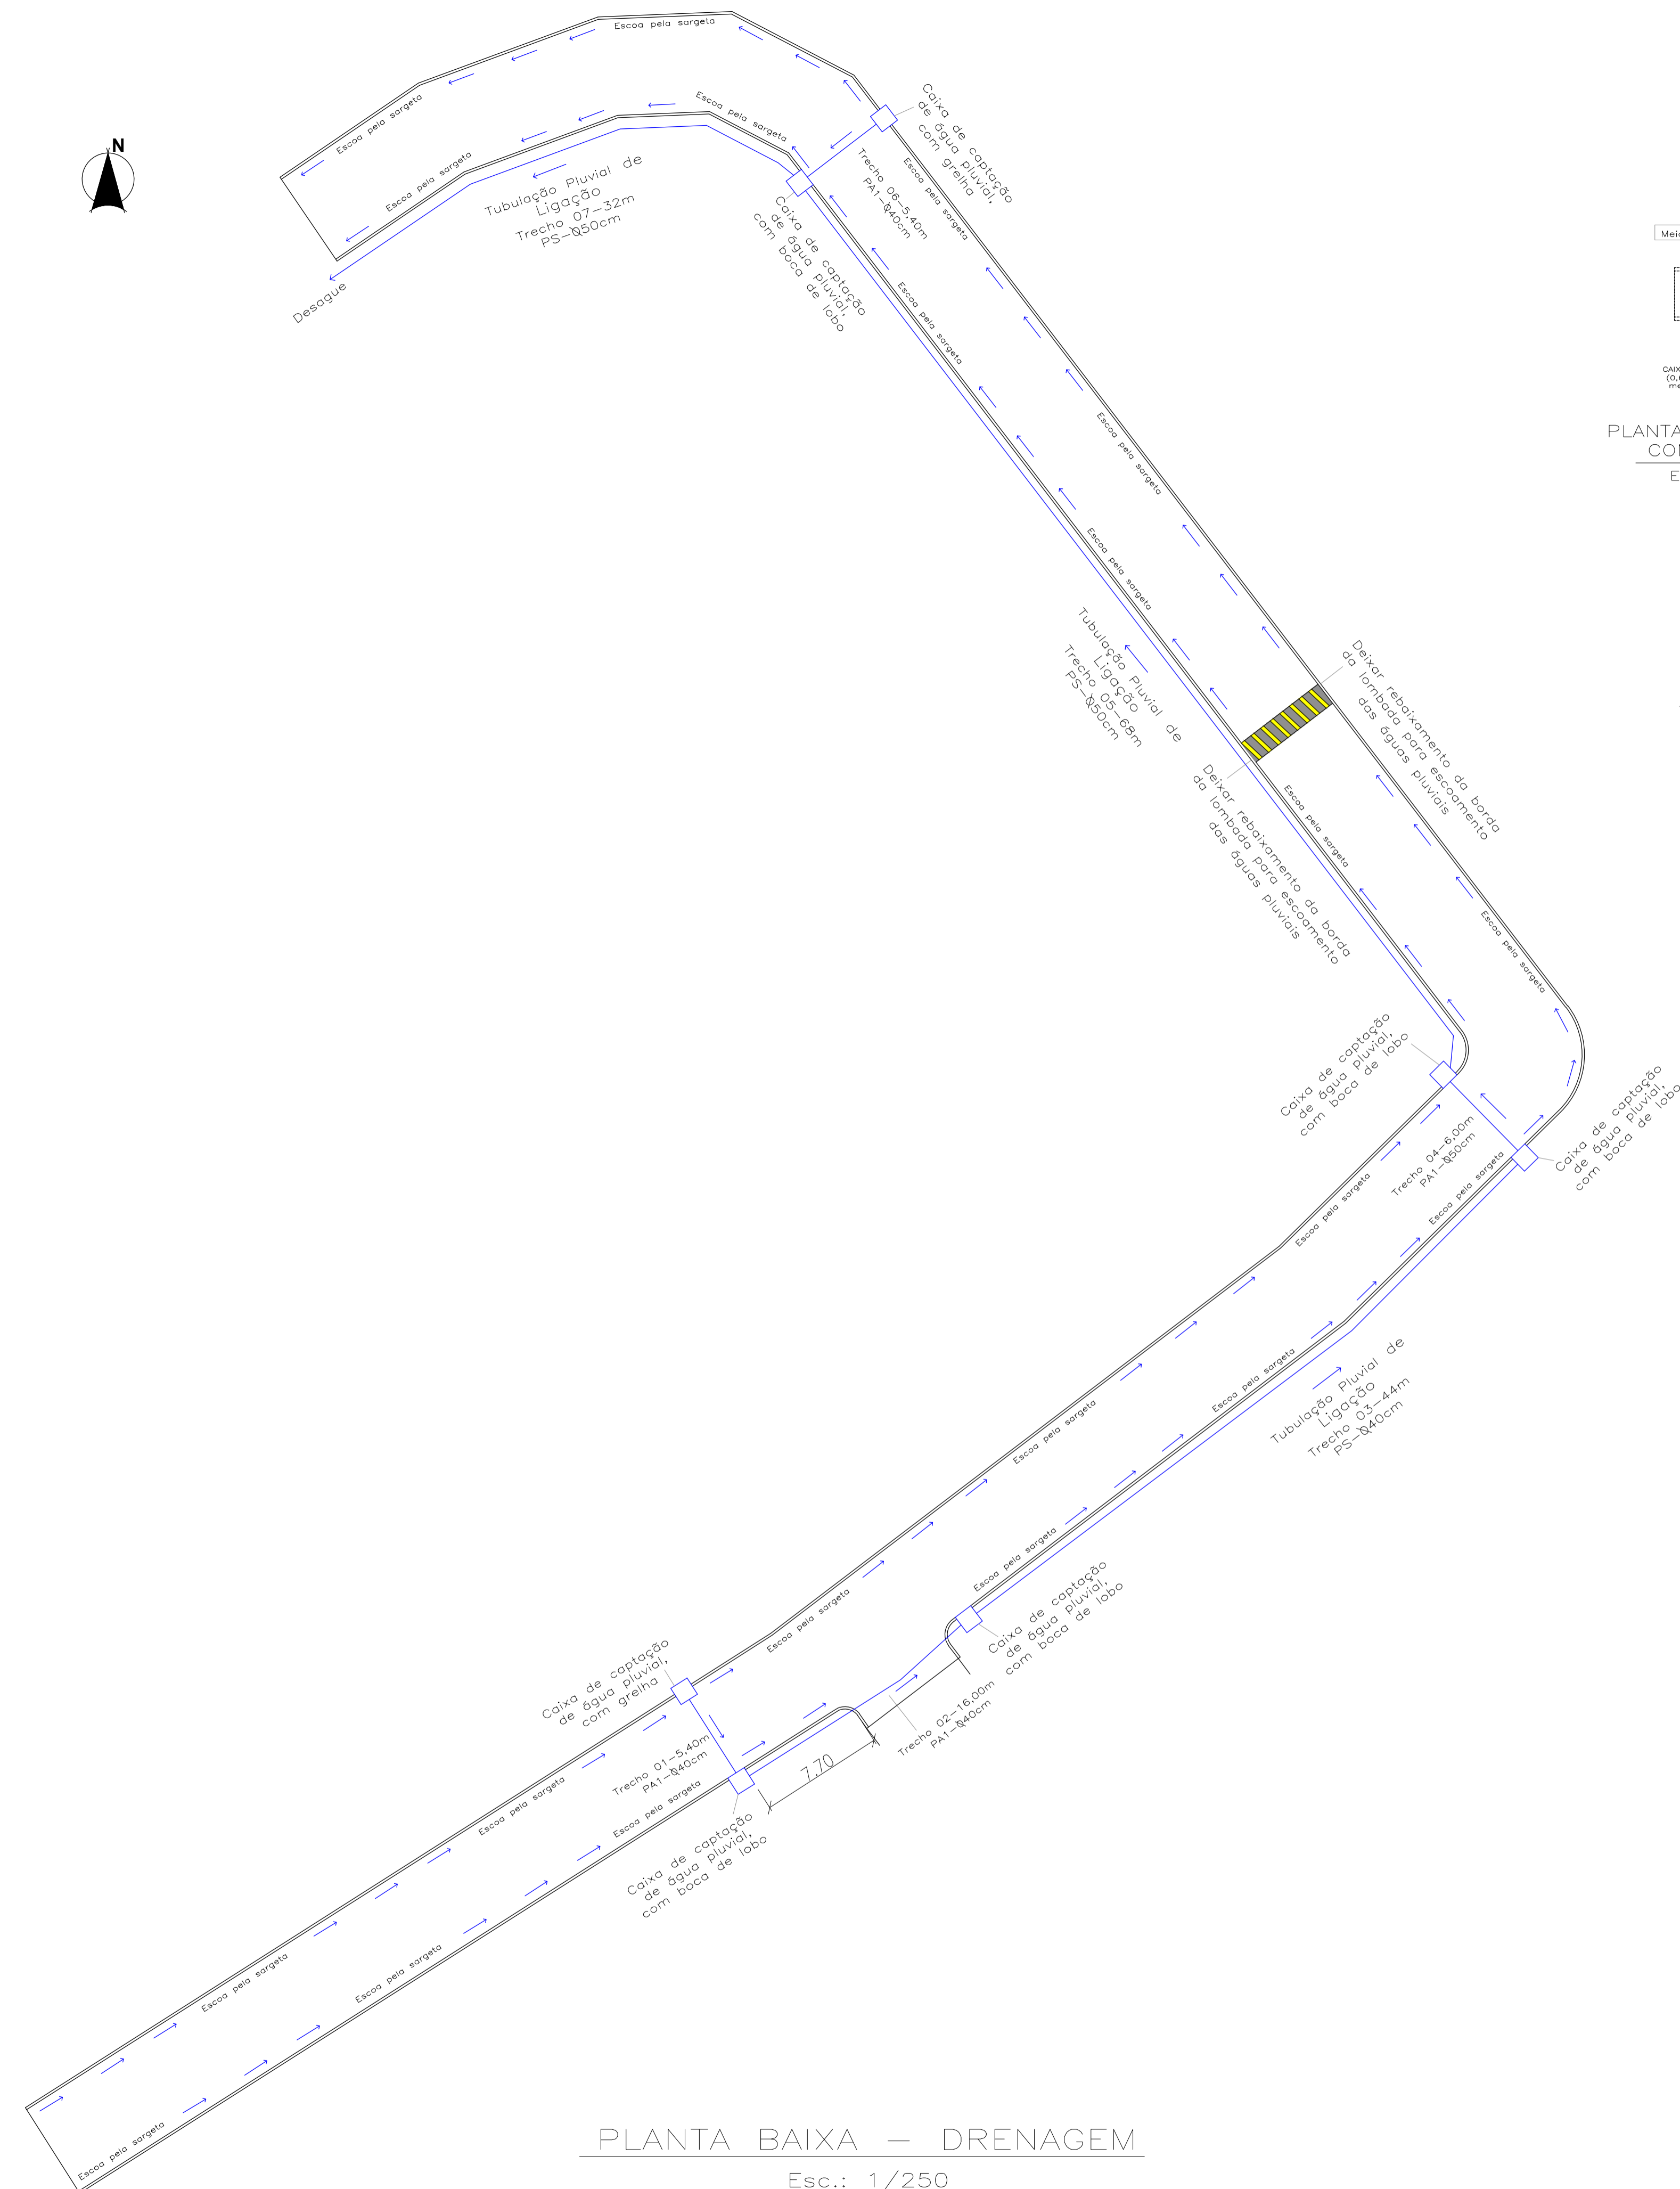 Escoa pela sargeta
N
Escoa pela sargeta
Escoa pela sargeta
Escoa pela sargeta
Tubulação Pluvial de
Ligação
Trecho 07-32m
PS-Ø50cm
Desague
Caixa de captação
de água pluvial,
com grelha
Trecho 06-5,40m
PA1-Ø40cm
Escoa pela sargeta
Caixa de captação
de água pluvial,
com boca de lobo
Escoa pela sargeta
Escoa pela sargeta
Escoa pela sargeta
Tubulação Pluvial de
Ligação
Trecho 05-68m
PS-Ø50cm
Deixar rebaixamento da borda
da lombada para escoamento
das águas pluviais
Deixar rebaixamento da borda
da lombada para escoamento
das águas pluviais
Escoa pela sargeta
Escoa pela sargeta
Caixa de captação
de água pluvial,
com boca de lobo
Trecho 04-6,00m
PA1-Ø50cm
Caixa de captação
de água pluvial,
com boca de lobo
Escoa pela sargeta
Escoa pela sargeta
Escoa pela sargeta
Tubulação Pluvial de
Ligação
Trecho 03-44m
PS-Ø40cm
Escoa pela sargeta
Escoa pela sargeta
Escoa pela sargeta
Caixa de captação
de água pluvial,
com boca de lobo
Caixa de captação
de água pluvial,
com grelha
Trecho 02-16,00m
PA1-Ø40cm
Trecho 01-5,40m
PA1-Ø40cm
7.70
Escoa pela sargeta
Escoa pela sargeta
Caixa de captação
de água pluvial,
com boca de lobo
Escoa pela sargeta
Escoa pela sargeta
Escoa pela sargeta
PLANTA BAIXA - DRENAGEM
Esc.: 1/250
PLANTA